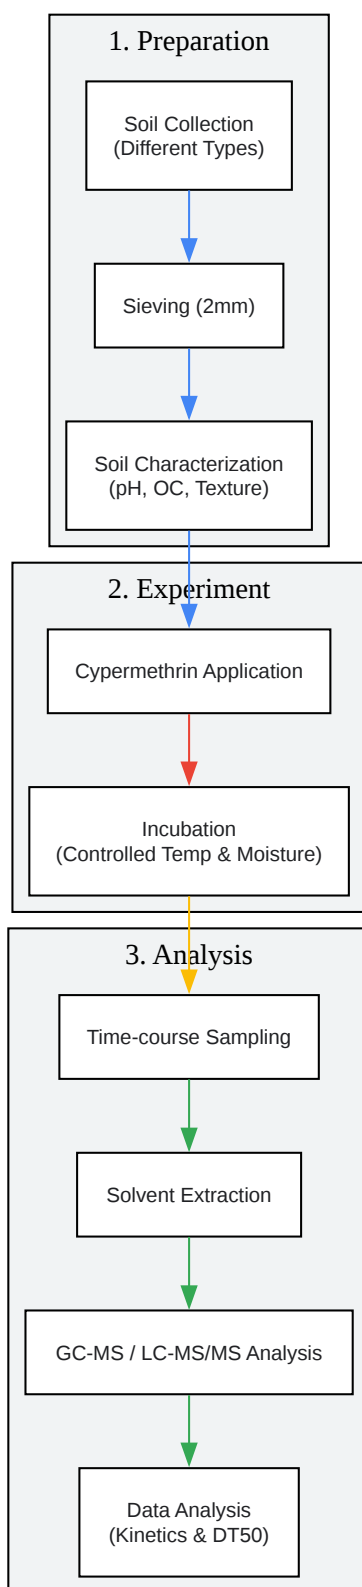 1. Preparation
Soil Collection
(Different Types)
Sieving (2mm)
Soil Characterization
(pH, OC, Texture)
2. Experiment
Cypermethrin Application
Incubation
(Controlled Temp & Moisture)
3. Analysis
Time-course Sampling
Solvent Extraction
GC-MS / LC-MS/MS Analysis
Data Analysis
(Kinetics & DT50)